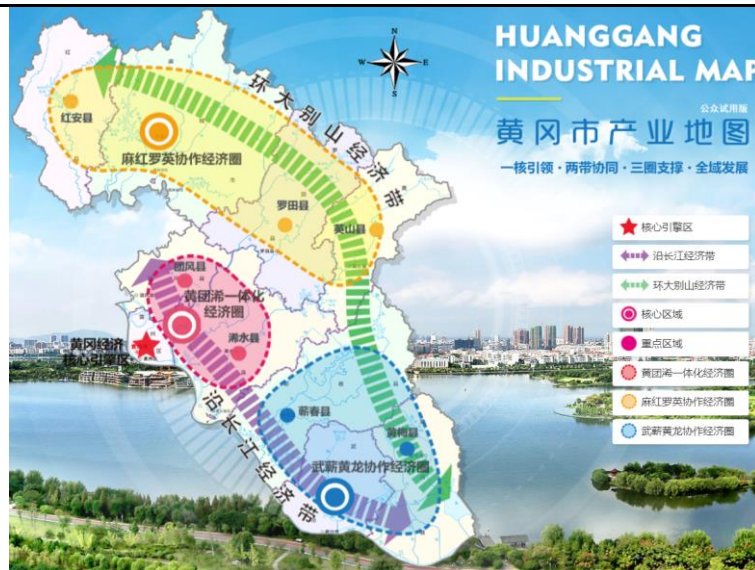 HUANGGANG
INDUSTRIAL MAP
公众试用版
黄冈市产业地图
一核引领·两带协同·三圈支撑·全域发展
N
W
E
S
环大别山经济带
红安县
麻红罗英协作经济圈
罗田县
英山县
团风县
黄团浠一体化
经济圈
浠水县
黄冈经济
核心引擎区
沿长江经济带
蕲春县
黄梅县
武蕲黄龙协作经济圈
核心引擎区
沿长江经济带
环大别山经济带
核心区域
重点区域
黄团浠一体化经济圈
麻红罗英协作经济圈
武蕲黄龙协作经济圈